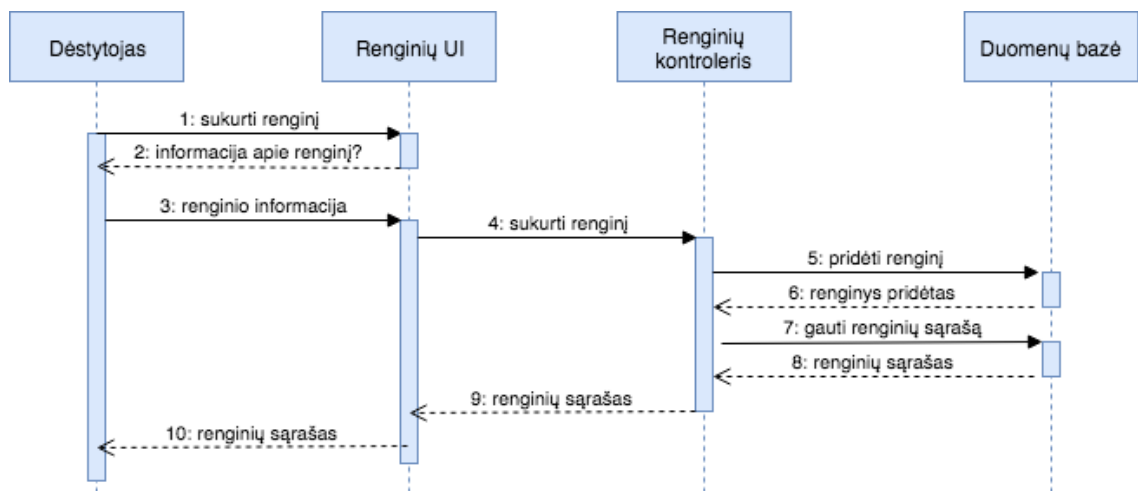 Dėstytojas
Renginių UI
Renginių
kontroleris
Duomenų bazė
1: sukurti renginį
2: informacija apie renginį?
3: renginio informacija
4: sukurti renginį
5: pridėti renginį
6: renginys pridėtas
7: gauti renginių sąrašą
8: renginių sąrašas
9: renginių sąrašas
10: renginių sąrašas